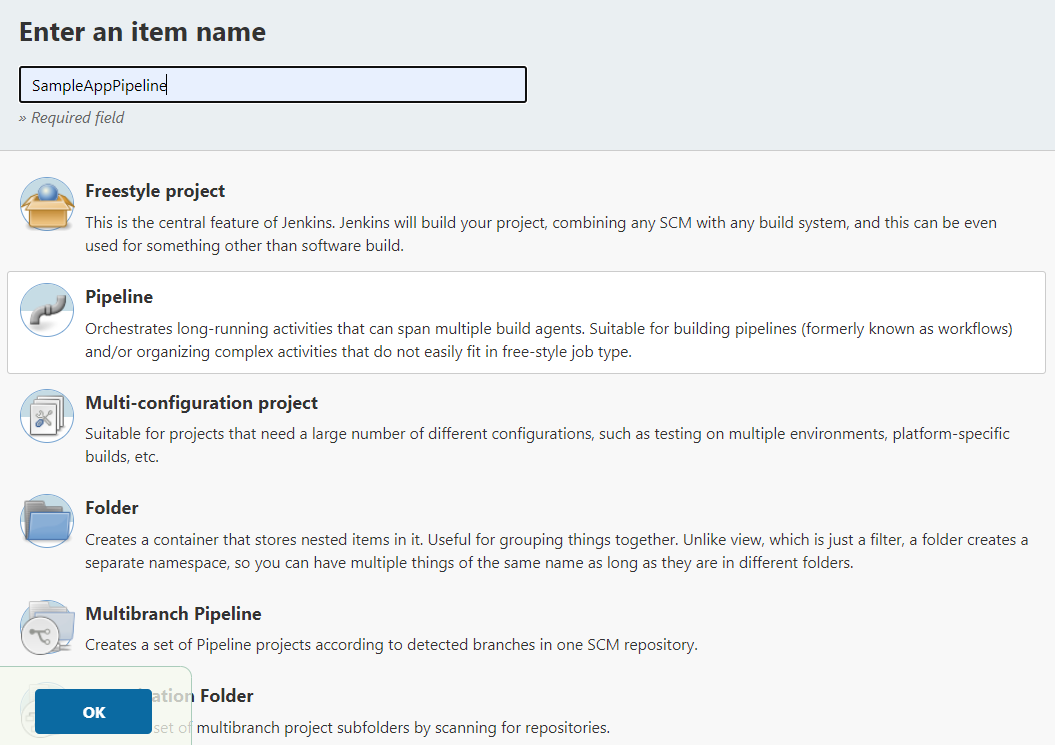 Enter an item name
SampleAppPipeline
» Required field
Freestyle project
This is the central feature of Jenkins. Jenkins will build your project, combining any SCM with any build system, and this can be even
used for something other than software build.
Pipeline
Orchestrates long-running activities that can span multiple build agents. Suitable for building pipelines (formerly known as workflows)
and/or organizing complex activities that do not easily fit in free-style job type.
Multi-configuration project
Suitable for projects that need a large number of different configurations, such as testing on multiple environments, platform-specific
builds, etc.
Folder
Creates a container that stores nested items in it. Useful for grouping things together. Unlike view, which is just a filter, a folder creates a
separate namespace, so you can have multiple things of the same name as long as they are in different folders.
Multibranch Pipeline
Creates a set of Pipeline projects according to detected branches in one SCM repository.
Folder
OK
set of multibranch project subfolders by scanning for repositories.